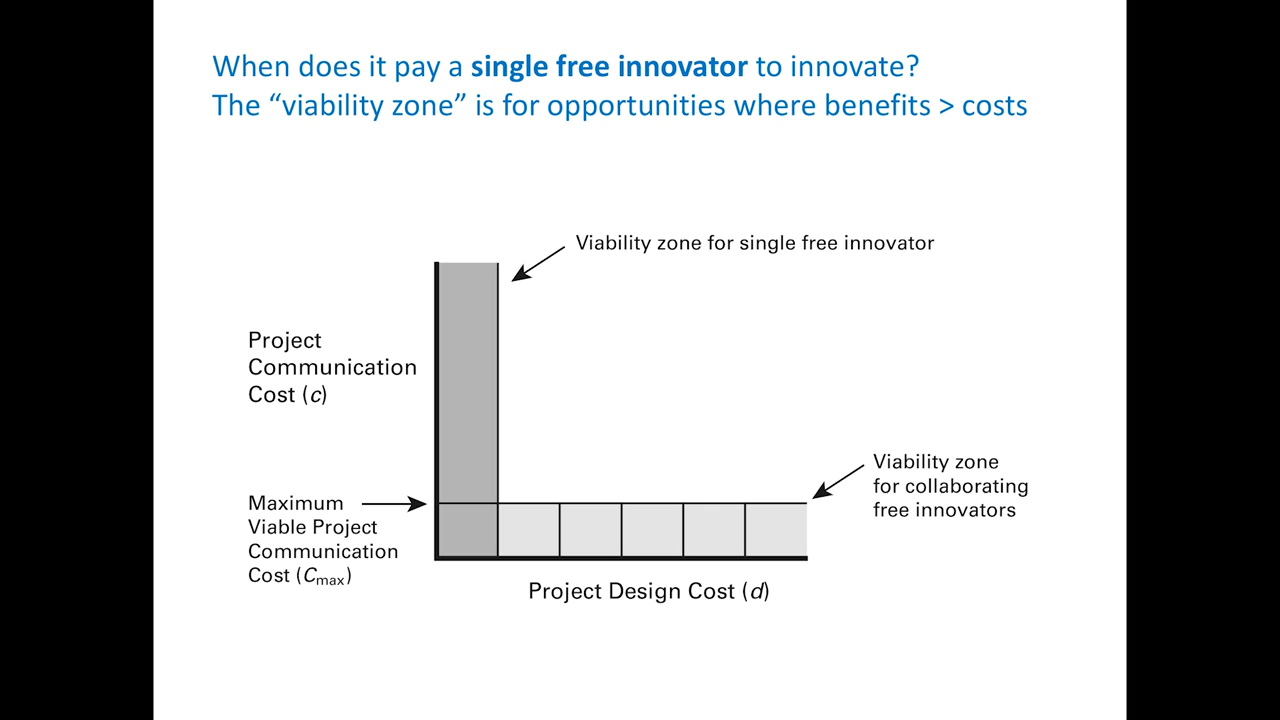 When does it pay a single free innovator to innovate?
The “viability zone” is for opportunities where benefits > costs
Viability zone for single free innovator
Project
Communication
Cost (c)
Maximum
Viable Project
Communication
Cost (Cmax)
Viability zone
for collaborating
free innovators
Project Design Cost (d)